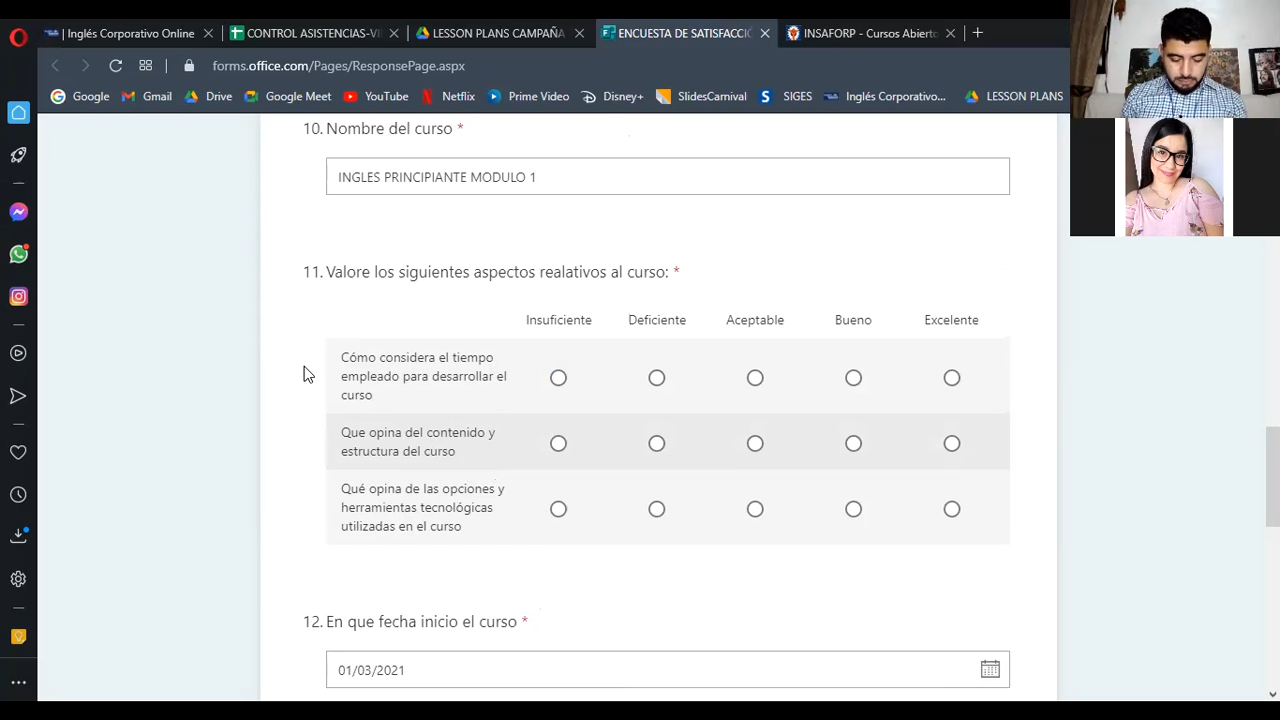 | Inglés Corporativo Online
CONTROL ASISTENCIAS-VI
LESSON PLANS CAMPAÑA
ENCUESTA DE SATISFACCI
INSAFORP - Cursos Abierto
forms.office.com/Pages/ResponsePage.aspx
Google Gmail Drive Google Meet YouTube Netflix Prime Video Disney+ SlidesCarnival SIGES Inglés Corporativo... LESSON PLANS
10. Nombre del curso *
INGLES PRINCIPIANTE MODULO 1
11. Valore los siguientes aspectos realativos al curso: *
Insuficiente Deficiente Aceptable Bueno Excelente
Cómo considera el tiempo
empleado para desarrollar el
curso
Que opina del contenido y
estructura del curso
Qué opina de las opciones y
herramientas tecnológicas
utilizadas en el curso
12. En que fecha inicio el curso *
01/03/2021